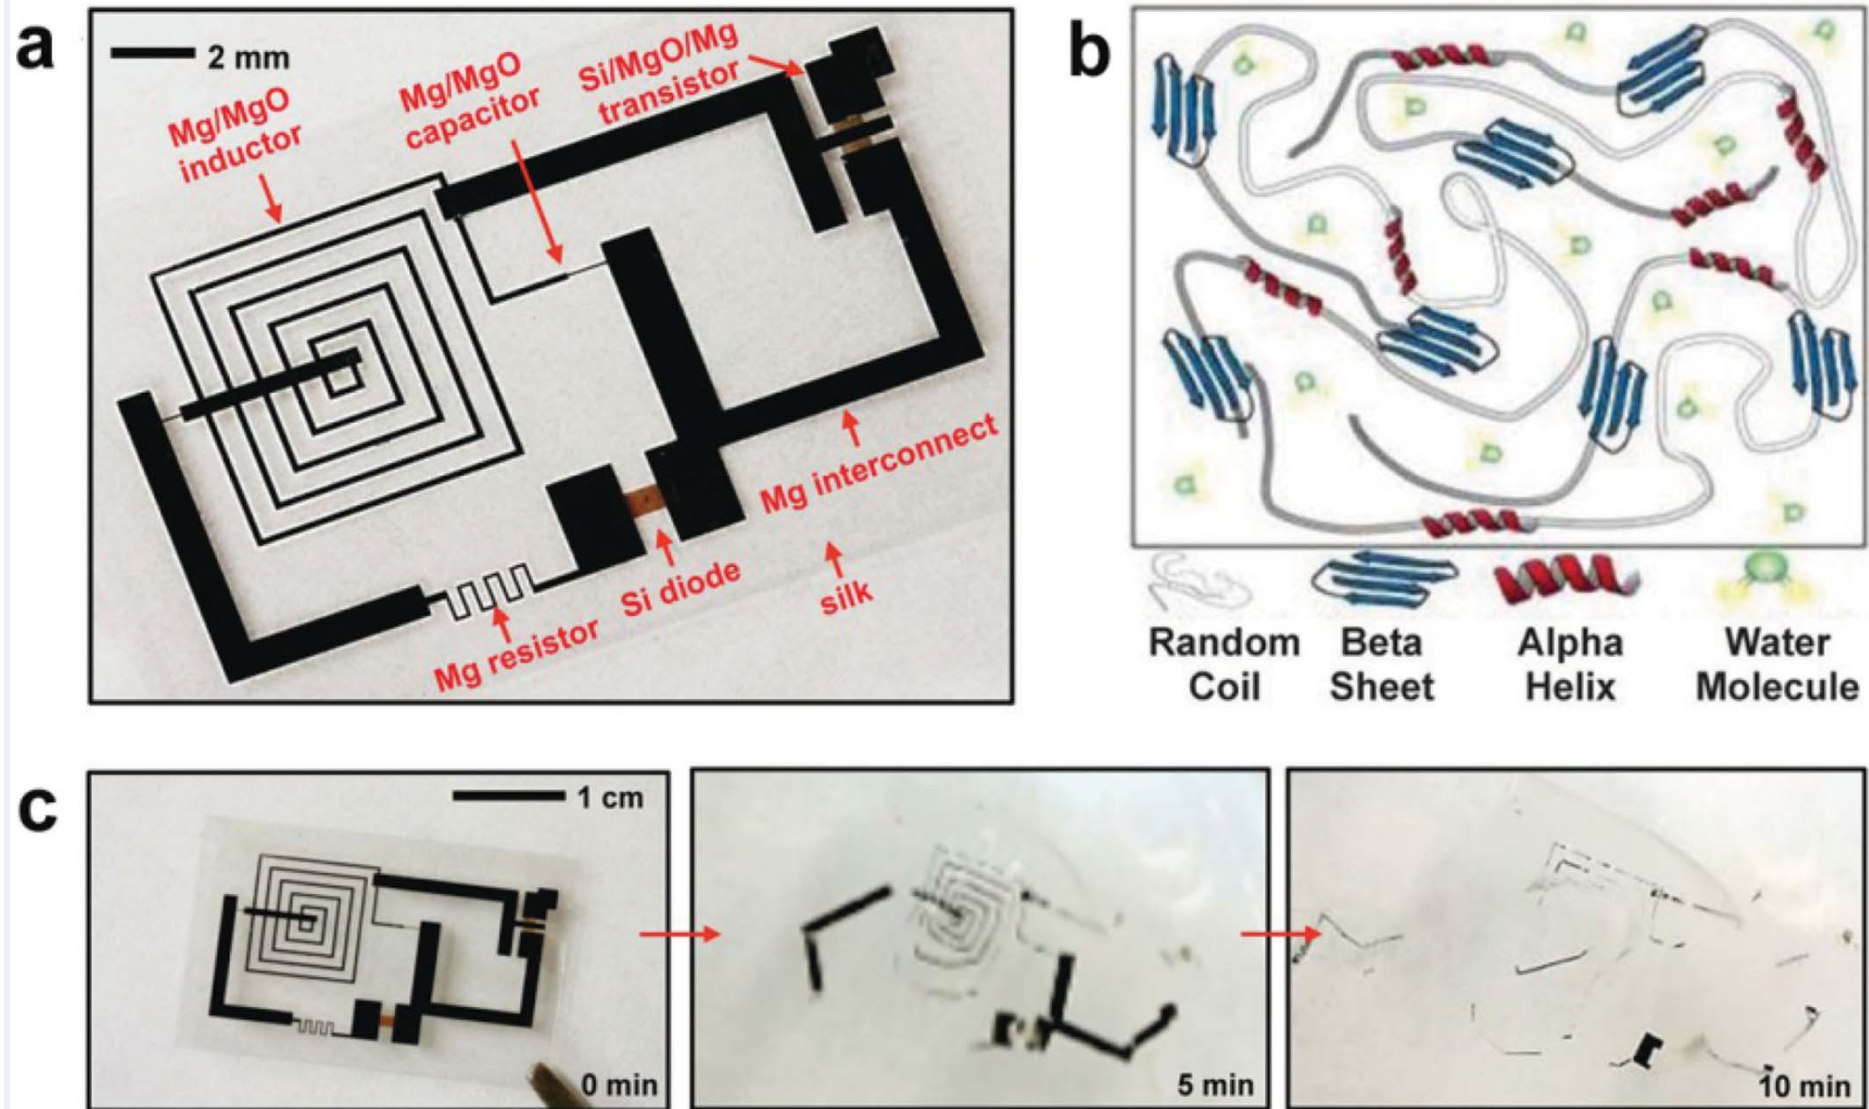 a
2 mm
Mg/MgO
inductor
Mg/MgO
capacitor
Si/MgO/Mg
transistor
Mg interconnect
Si diode
silk
Mg resistor
b
Random
Coil
Beta
Sheet
Alpha
Helix
Water
Molecule
c
1 cm
0 min
5 min
10 min